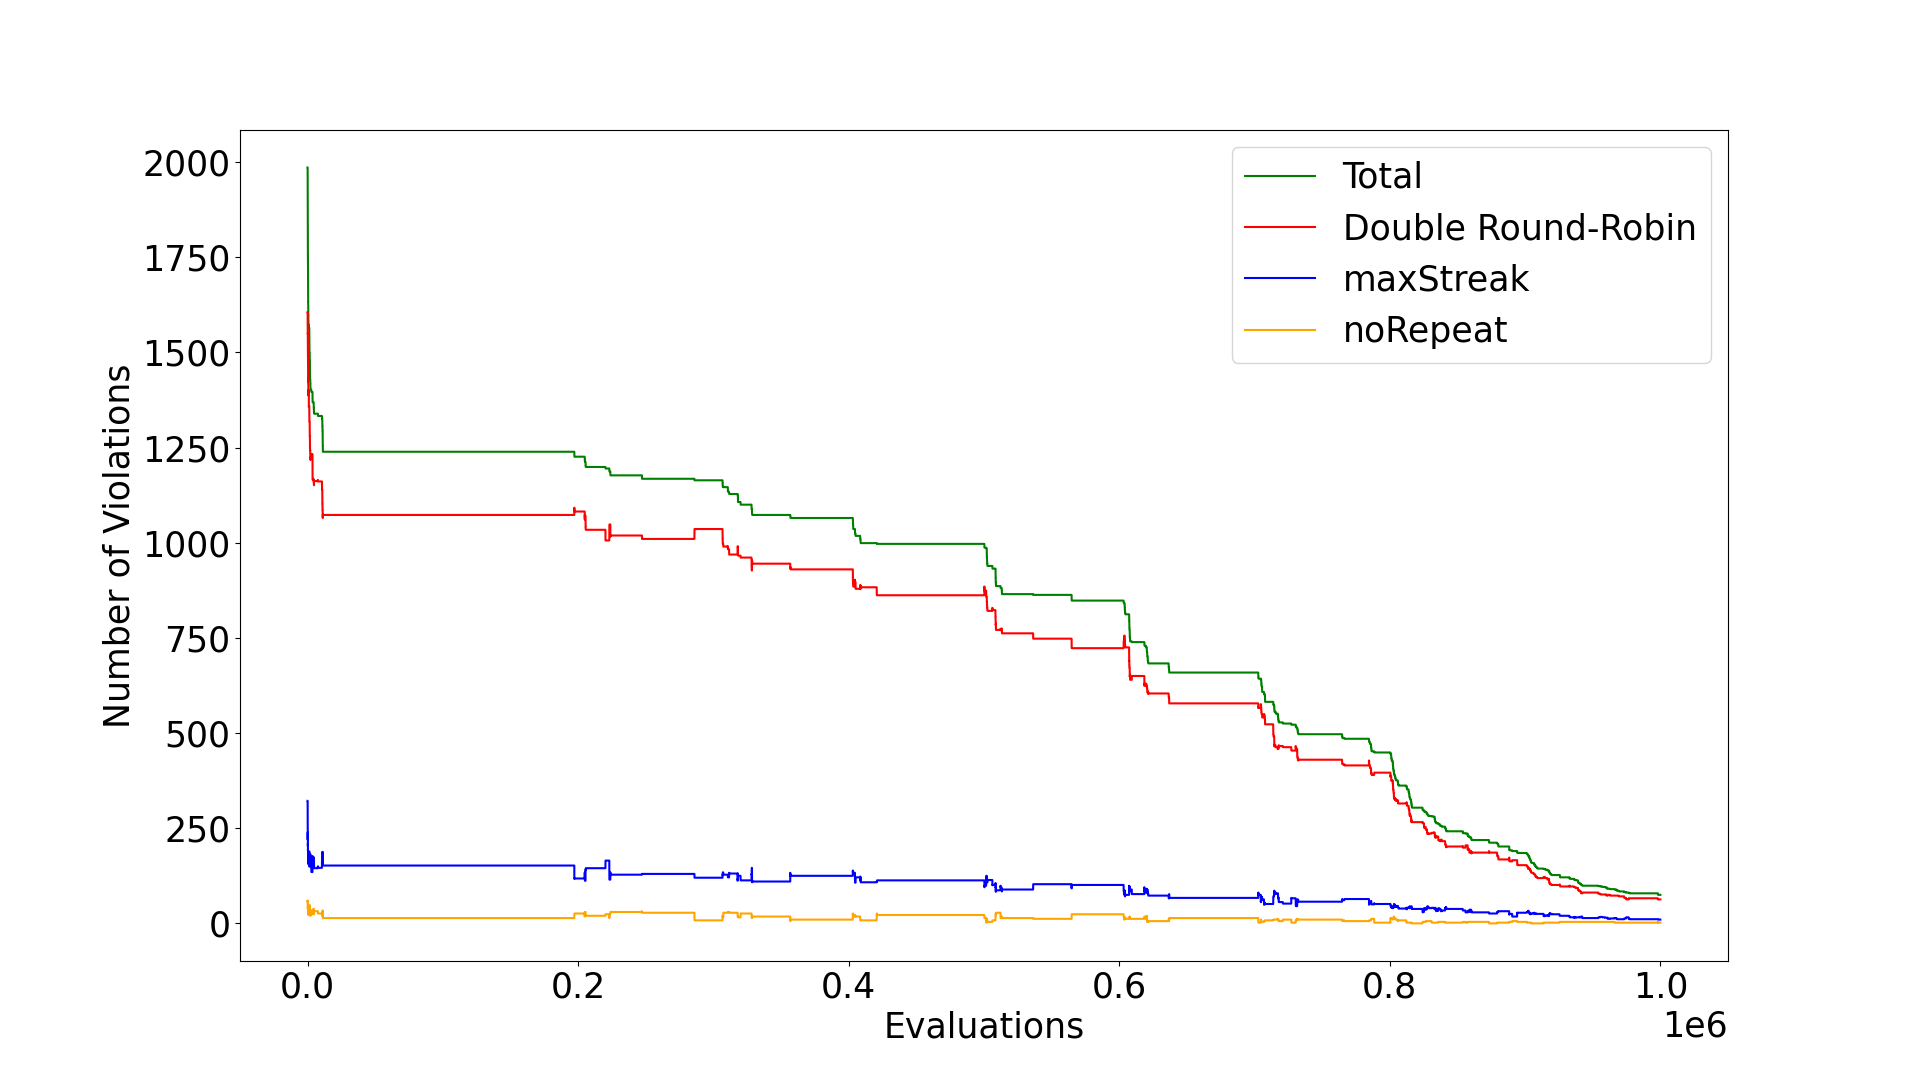 Number of Violations
2000
1750
1500
1250
1000
750
500
250
0
Total
Double Round-Robin
maxStreak
noRepeat
0.0 0.2 0.4 0.6 0.8 1.0
Evaluations
1e6